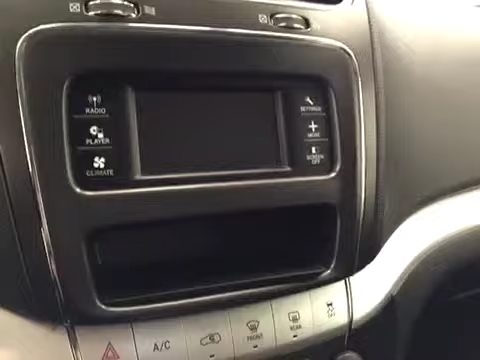 RADIO
SETTINGS
PLAYER
MORE
CLIMATE
SCREEN
OFF
A/C
FRONT
REAR